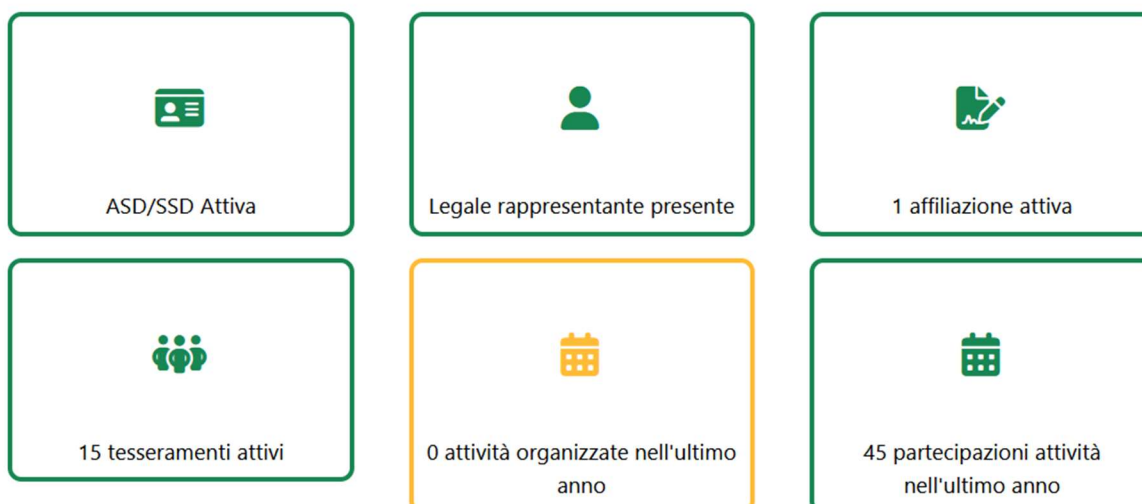 ASD/SSD Attiva
Legale rappresentante presente
1 affiliazione attiva
15 tesseramenti attivi
0 attività organizzate nell'ultimo
anno
45 partecipazioni attività
nell'ultimo anno